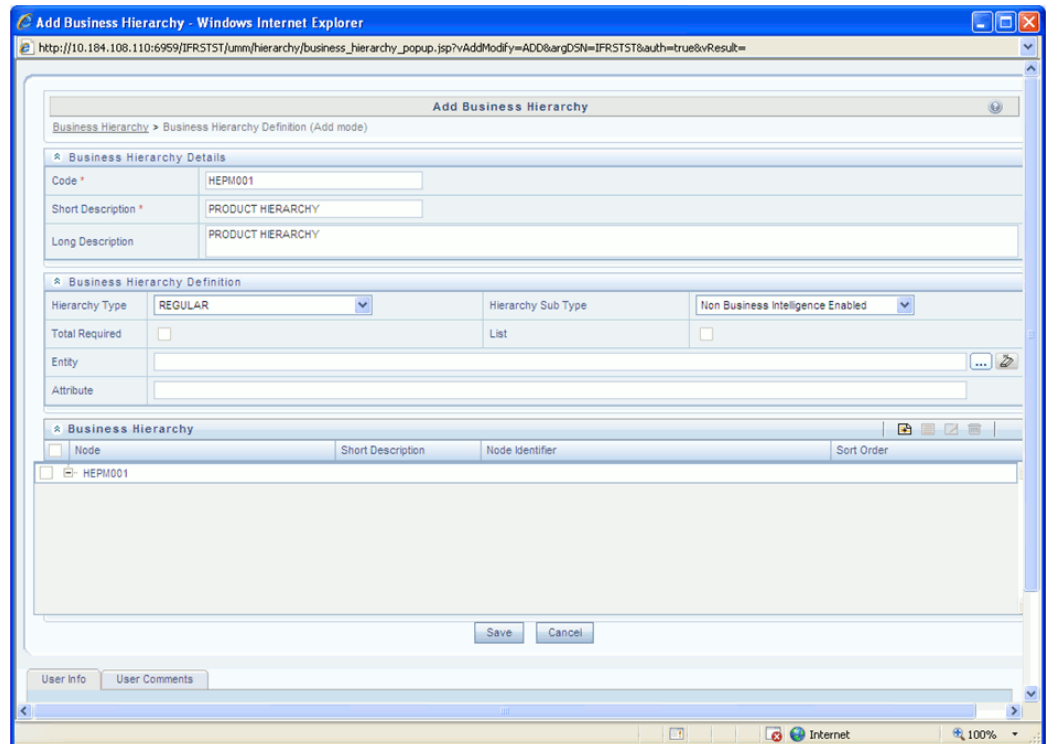 Add Business Hierarchy - Windows Internet Explorer
http://10.184.108.110:6959/IFRSTST/umm/hierarchy/business_hierarchy_popup.jsp?vAddModify=ADD&argDSN=IFRSTST&auth=true&vResult=
Add Business Hierarchy
Business Hierarchy > Business Hierarchy Definition (Add mode)
Business Hierarchy Details
Code * HEPM001
Short Description * PRODUCT HIERARCHY
Long Description PRODUCT HIERARCHY
Business Hierarchy Definition
Hierarchy Type REGULAR Hierarchy Sub Type Non Business Intelligence Enabled
Total Required List
Entity ...
Attribute
Business Hierarchy
Node Short Description Node Identifier Sort Order
HEPM001
Save Cancel
User Info User Comments
Internet 100%